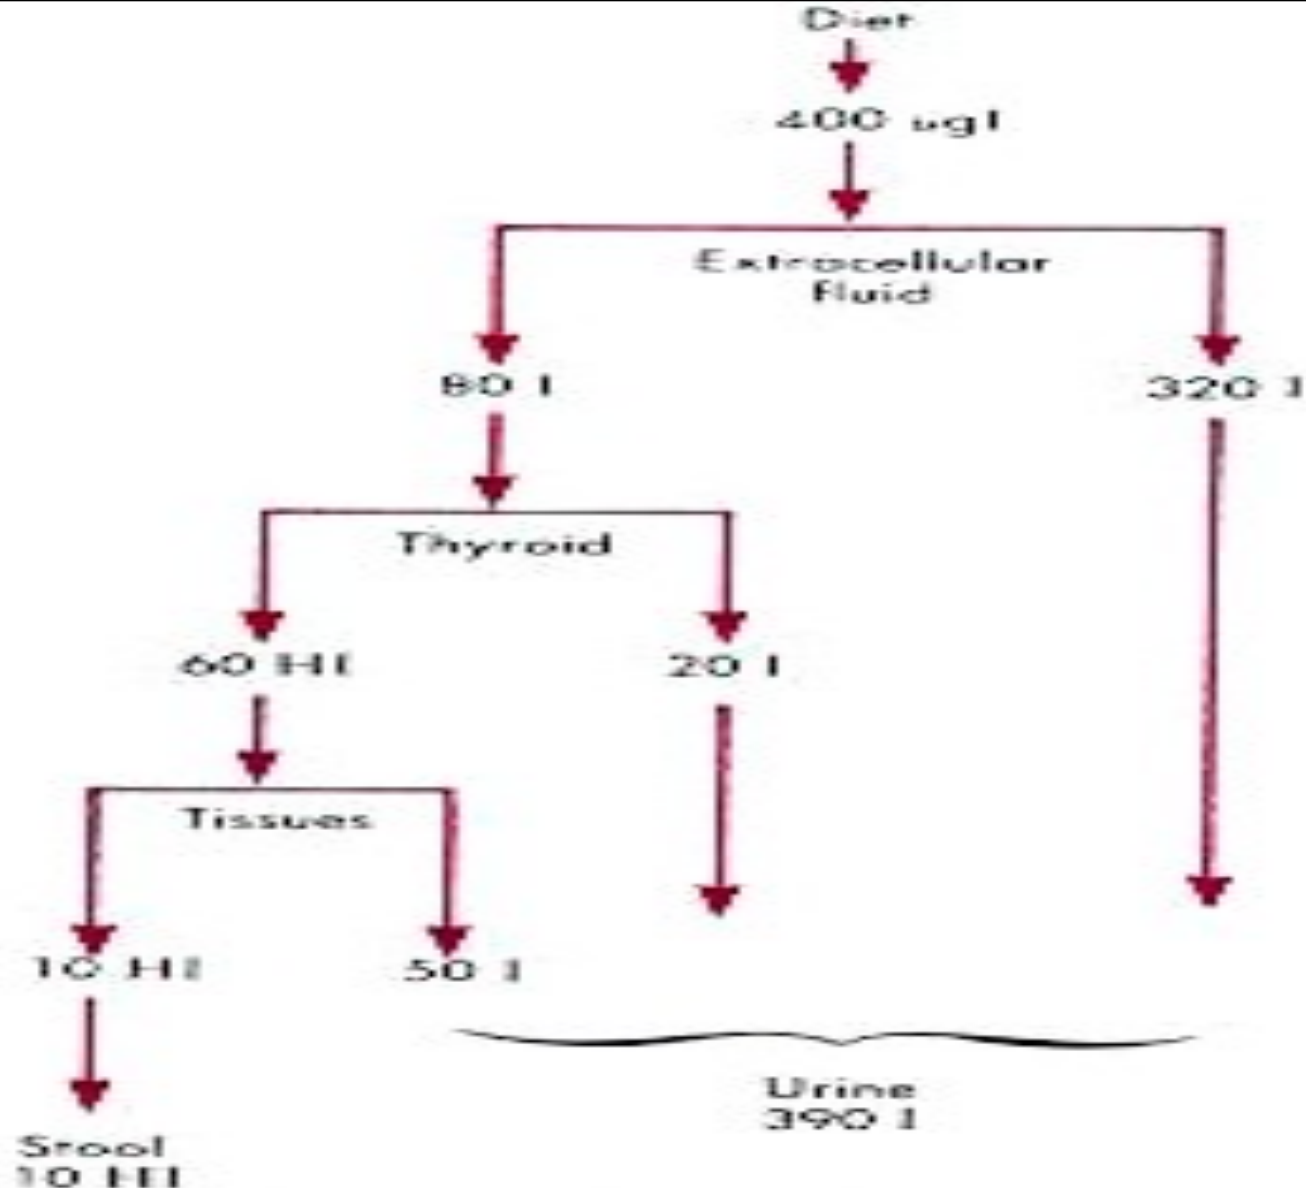 Diet
400 ugI
Extracellular
fluid
80 I
320 I
Thyroid
60 HI
20 I
Tissues
10 HI
50 I
Urine
390 I
Stool
10 HI